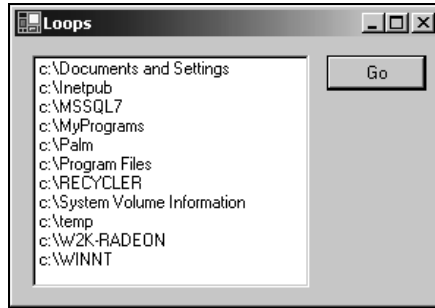 Loops
c:\Documents and Settings
Go
c:\Inetpub
c:\MSSQL7
c:\MyPrograms
c:\Palm
c:\Program Files
c:\RECYCLER
c:\System Volume Information
c:\temp
c:\W2K-RADEON
c:\WINNT